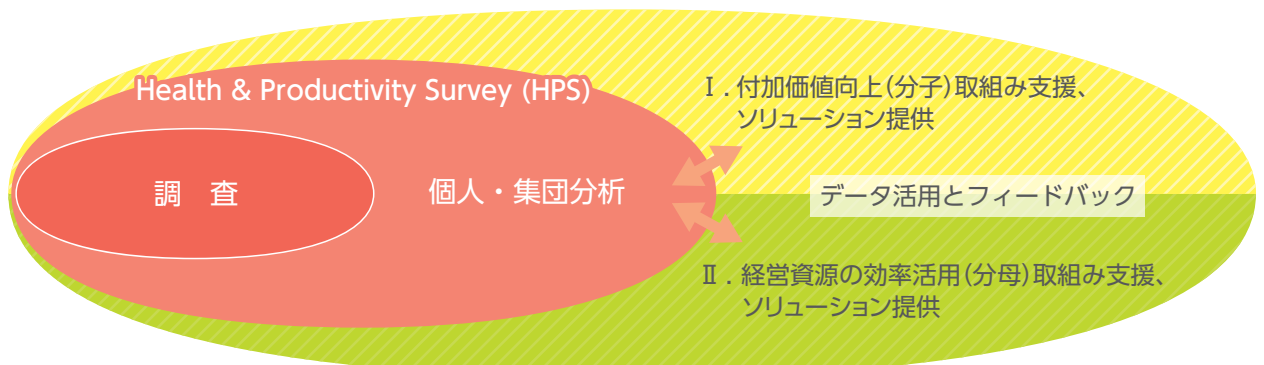 Health & Productivity Survey (HPS)
調　査
個人・集団分析
Ⅰ．付加価値向上（分子）取組み支援、
ソリューション提供
データ活用とフィードバック
Ⅱ．経営資源の効率活用（分母）取組み支援、
ソリューション提供